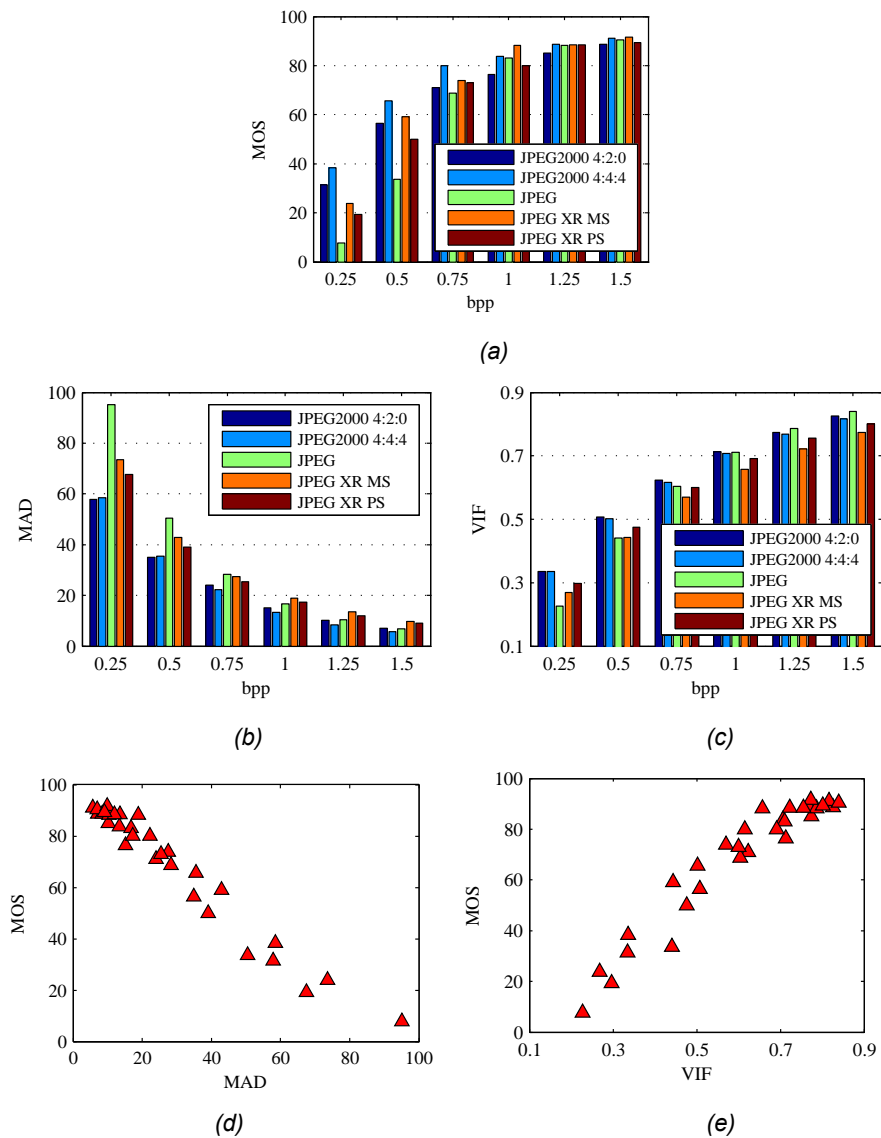 100
80
60
40
20
0
MOS
JPEG2000 4:2:0
JPEG2000 4:4:4
JPEG
JPEG XR MS
JPEG XR PS
0.25 0.5 0.75 1 1.25 1.5
bpp
(a)
100
80
60
40
20
0
MAD
JPEG2000 4:2:0
JPEG2000 4:4:4
JPEG
JPEG XR MS
JPEG XR PS
0.25 0.5 0.75 1 1.25 1.5
bpp
(b)
0.9
0.7
0.5
0.3
0.1
VIF
JPEG2000 4:2:0
JPEG2000 4:4:4
JPEG
JPEG XR MS
JPEG XR PS
0.25 0.5 0.75 1 1.25 1.5
bpp
(c)
100
80
60
40
20
0
MOS
0 20 40 60 80 100
MAD
(d)
100
80
60
40
20
0
MOS
0.1 0.3 0.5 0.7 0.9
VIF
(e)